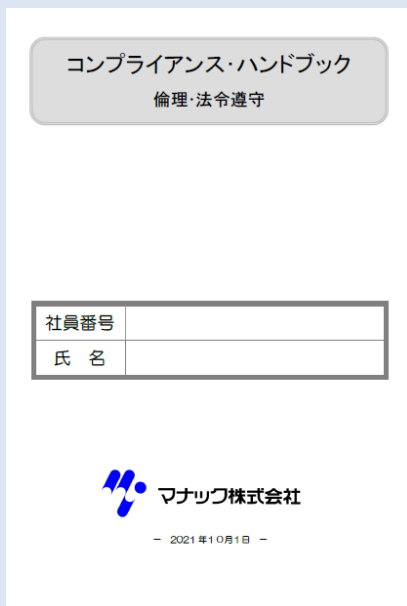 コンプライアンス・ハンドブック
倫理・法令遵守
社員番号
氏 名
マナック株式会社
- 2021年10月1日 -